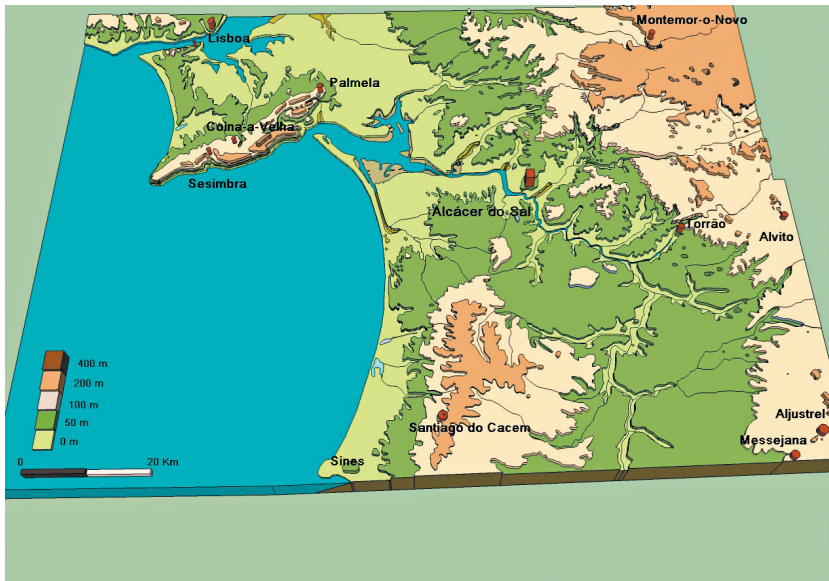 Montemor-o-Novo
Lisboa
Palmela
Coina-a-Velha
Sesimbra
Alcácer do Sal
Torrão
Alvito
400 m
200 m
100 m
50 m
0 m
Aljustrel
Santiago do Cacem
Messejana
Sines
0 20 Km